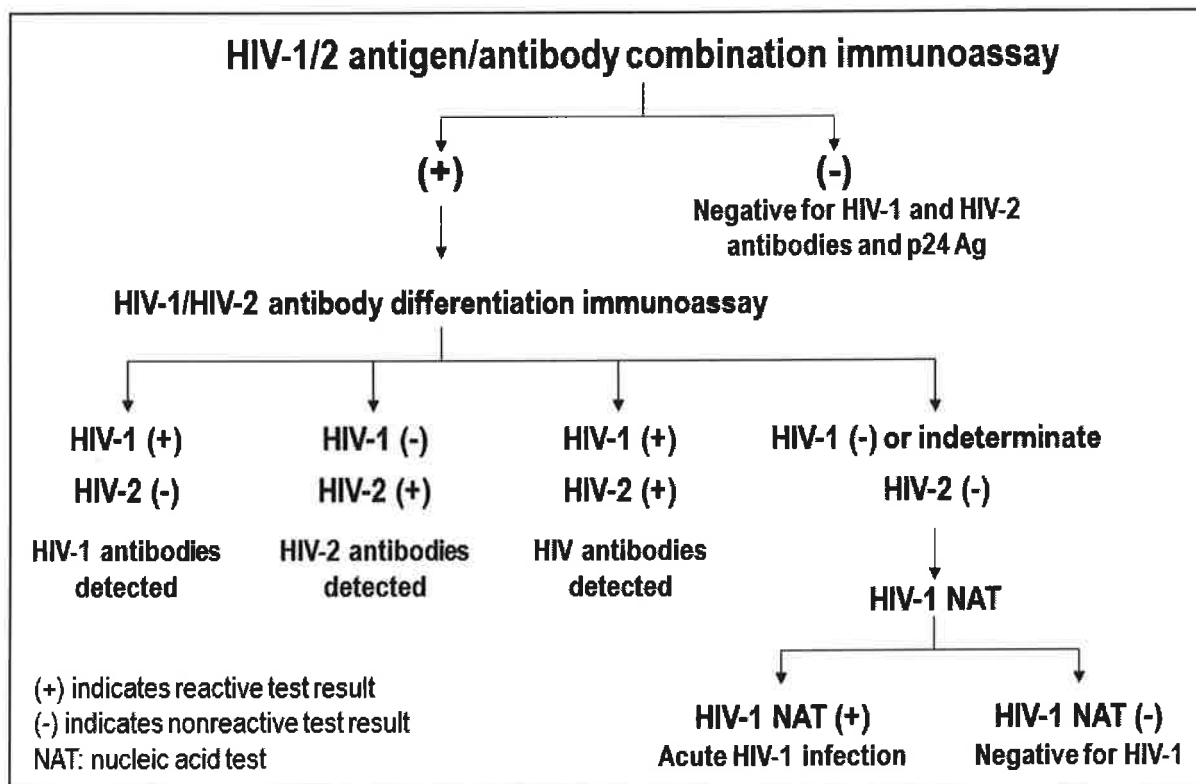 HIV-1/2 antigen/antibody combination immunoassay
(+)
(-)
Negative for HIV-1 and HIV-2
antibodies and p24 Ag
HIV-1/HIV-2 antibody differentiation immunoassay
HIV-1 (+)
HIV-2 (-)
HIV-1 antibodies
detected
HIV-1 (-)
HIV-2 (+)
HIV-2 antibodies
detected
HIV-1 (+)
HIV-2 (+)
HIV antibodies
detected
HIV-1 (-) or indeterminate
HIV-2 (-)
HIV-1 NAT
HIV-1 NAT (+)
Acute HIV-1 infection
HIV-1 NAT (-)
Negative for HIV-1
(+) indicates reactive test result
(-) indicates nonreactive test result
NAT: nucleic acid test